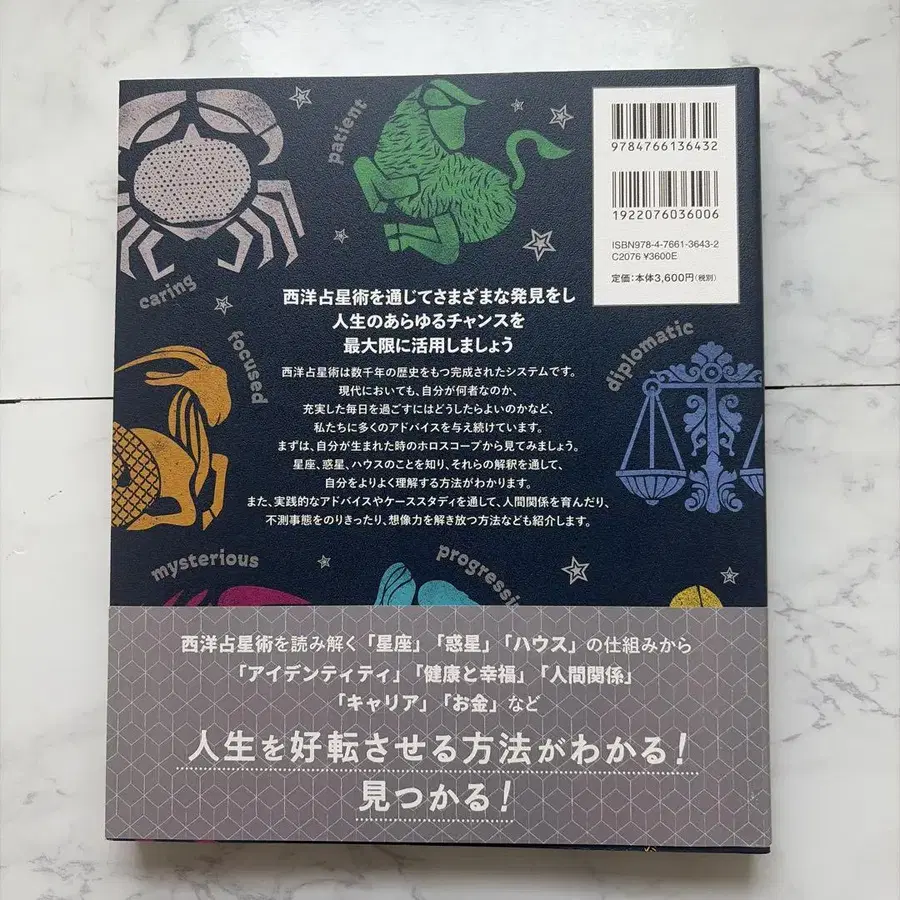 patient
9784766136432
1922076036006
ISBN978-4-7661-3643-2
C2076 ¥3600E
定価:本体3,600円(税別)
caring
focused
diplomatic
西洋占星術を通じてさまざまな発見をし
人生のあらゆるチャンスを
最大限に活用しましょう
西洋占星術は数千年の歴史をもつ完成されたシステムです。
現代においても、自分が何者なのか、
充実した毎日を過ごすにはどうしたらよいのかなど、
私たちに多くのアドバイスを与え続けています。
まずは、自分が生まれた時のホロスコープから見てみましょう。
星座、惑星、ハウスのことを知り、それらの解釈を通して、
自分をよりよく理解する方法がわかります。
また、実践的なアドバイスやケーススタディを通して、人間関係を育んだり、
不測事態をのりきったり、想像力を解き放つ方法なども紹介します。
mysterious
progressi
西洋占星術を読み解く「星座」「惑星」「ハウス」の仕組みから
「アイデンティティ」「健康と幸福」「人間関係」
「キャリア」「お金」など
人生を好転させる方法がわかる!
見つかる!